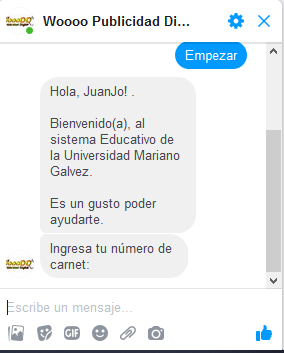 Woooo Publicidad Di...
Empezar
Hola, JuanJo! .
Bienvenido(a), al
sistema Educativo de
la Universidad Mariano
Galvez.
Es un gusto poder
ayudarte.
Ingresa tu número de
carnet:
Escribe un mensaje...
GIF